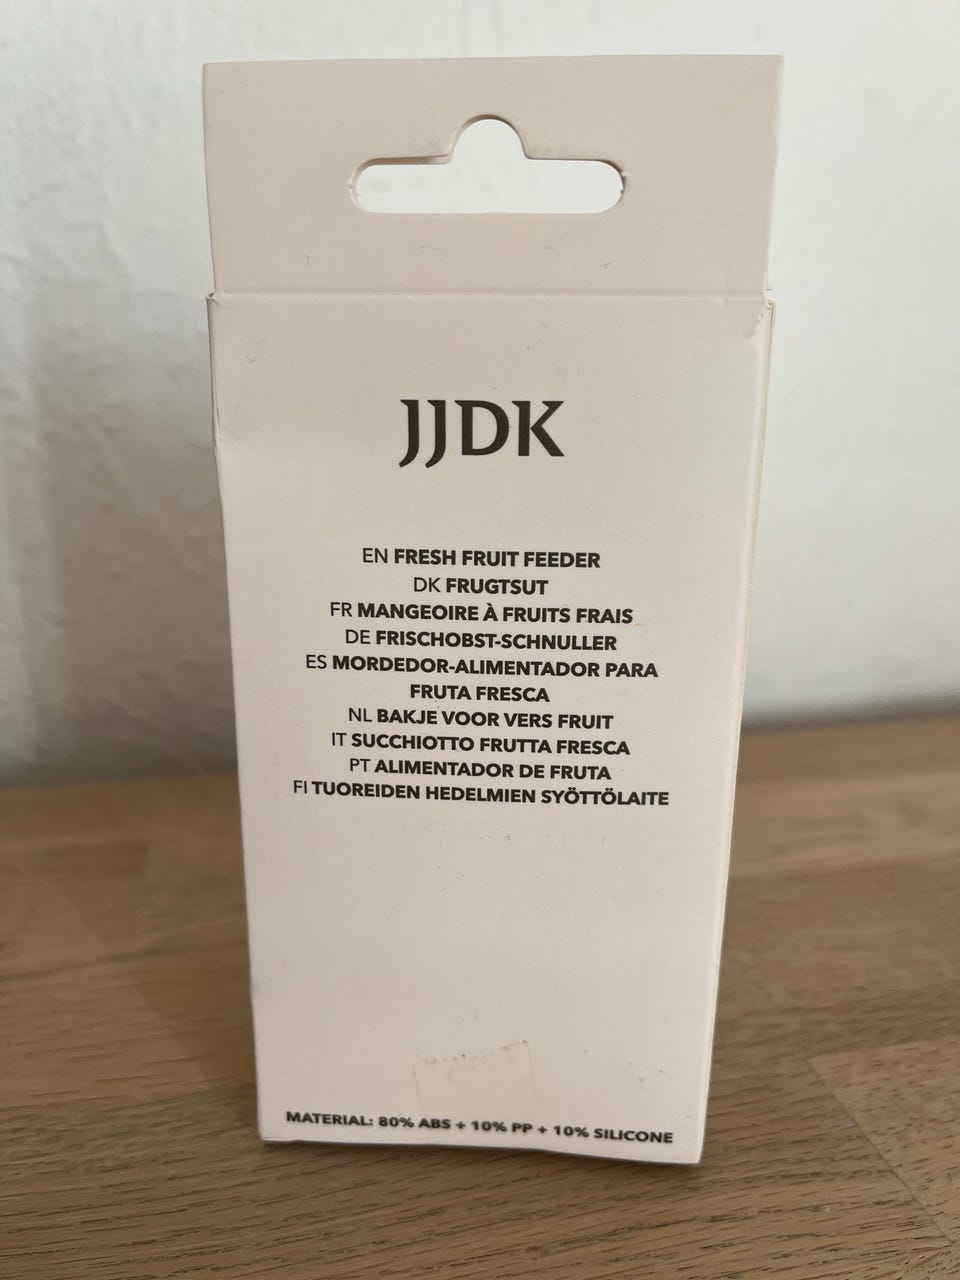 JJDK
EN FRESH FRUIT FEEDER
DK FRUGTSUT
FR MANGEOIRE À FRUITS FRAIS
DE FRISCHOBST-SCHNULLER
ES MORDEDOR-ALIMENTADOR PARA
FRUTA FRESCA
NL BAKJE VOOR VERS FRUIT
IT SUCCHIOTTO FRUTTA FRESCA
PT ALIMENTADOR DE FRUTA
FI TUOREIDEN HEDELMIEN SYÖTTÖLAITE
MATERIAL: 80% ABS + 10% PP + 10% SILICONE